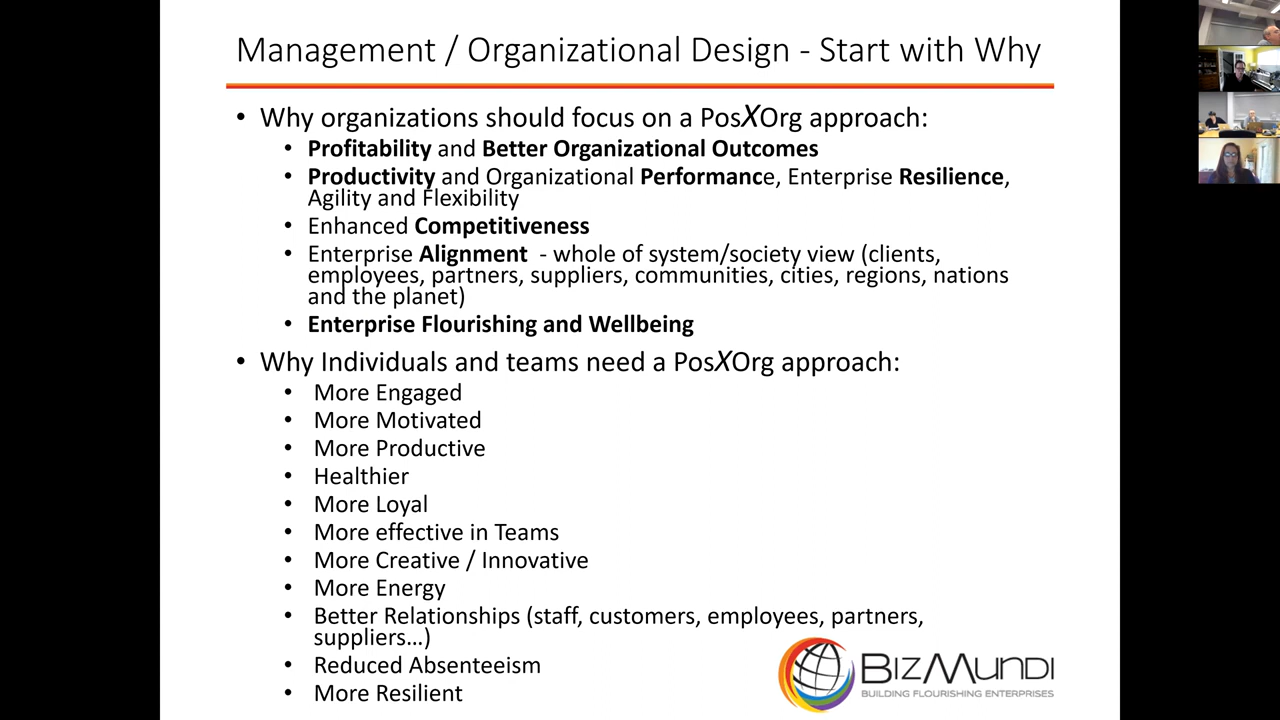 Management / Organizational Design - Start with Why
• Why organizations should focus on a PosXOrg approach:
• Profitability and Better Organizational Outcomes
• Productivity and Organizational Performance, Enterprise Resilience,
Agility and Flexibility
• Enhanced Competitiveness
• Enterprise Alignment - whole of system/society view (clients,
employees, partners, suppliers, communities, cities, regions, nations
and the planet)
• Enterprise Flourishing and Wellbeing
• Why Individuals and teams need a PosXOrg approach:
• More Engaged
• More Motivated
• More Productive
• Healthier
• More Loyal
• More effective in Teams
• More Creative / Innovative
• More Energy
• Better Relationships (staff, customers, employees, partners,
suppliers…)
• Reduced Absenteeism
• More Resilient
BIZMUNDI
BUILDING FLOURISHING ENTERPRISES